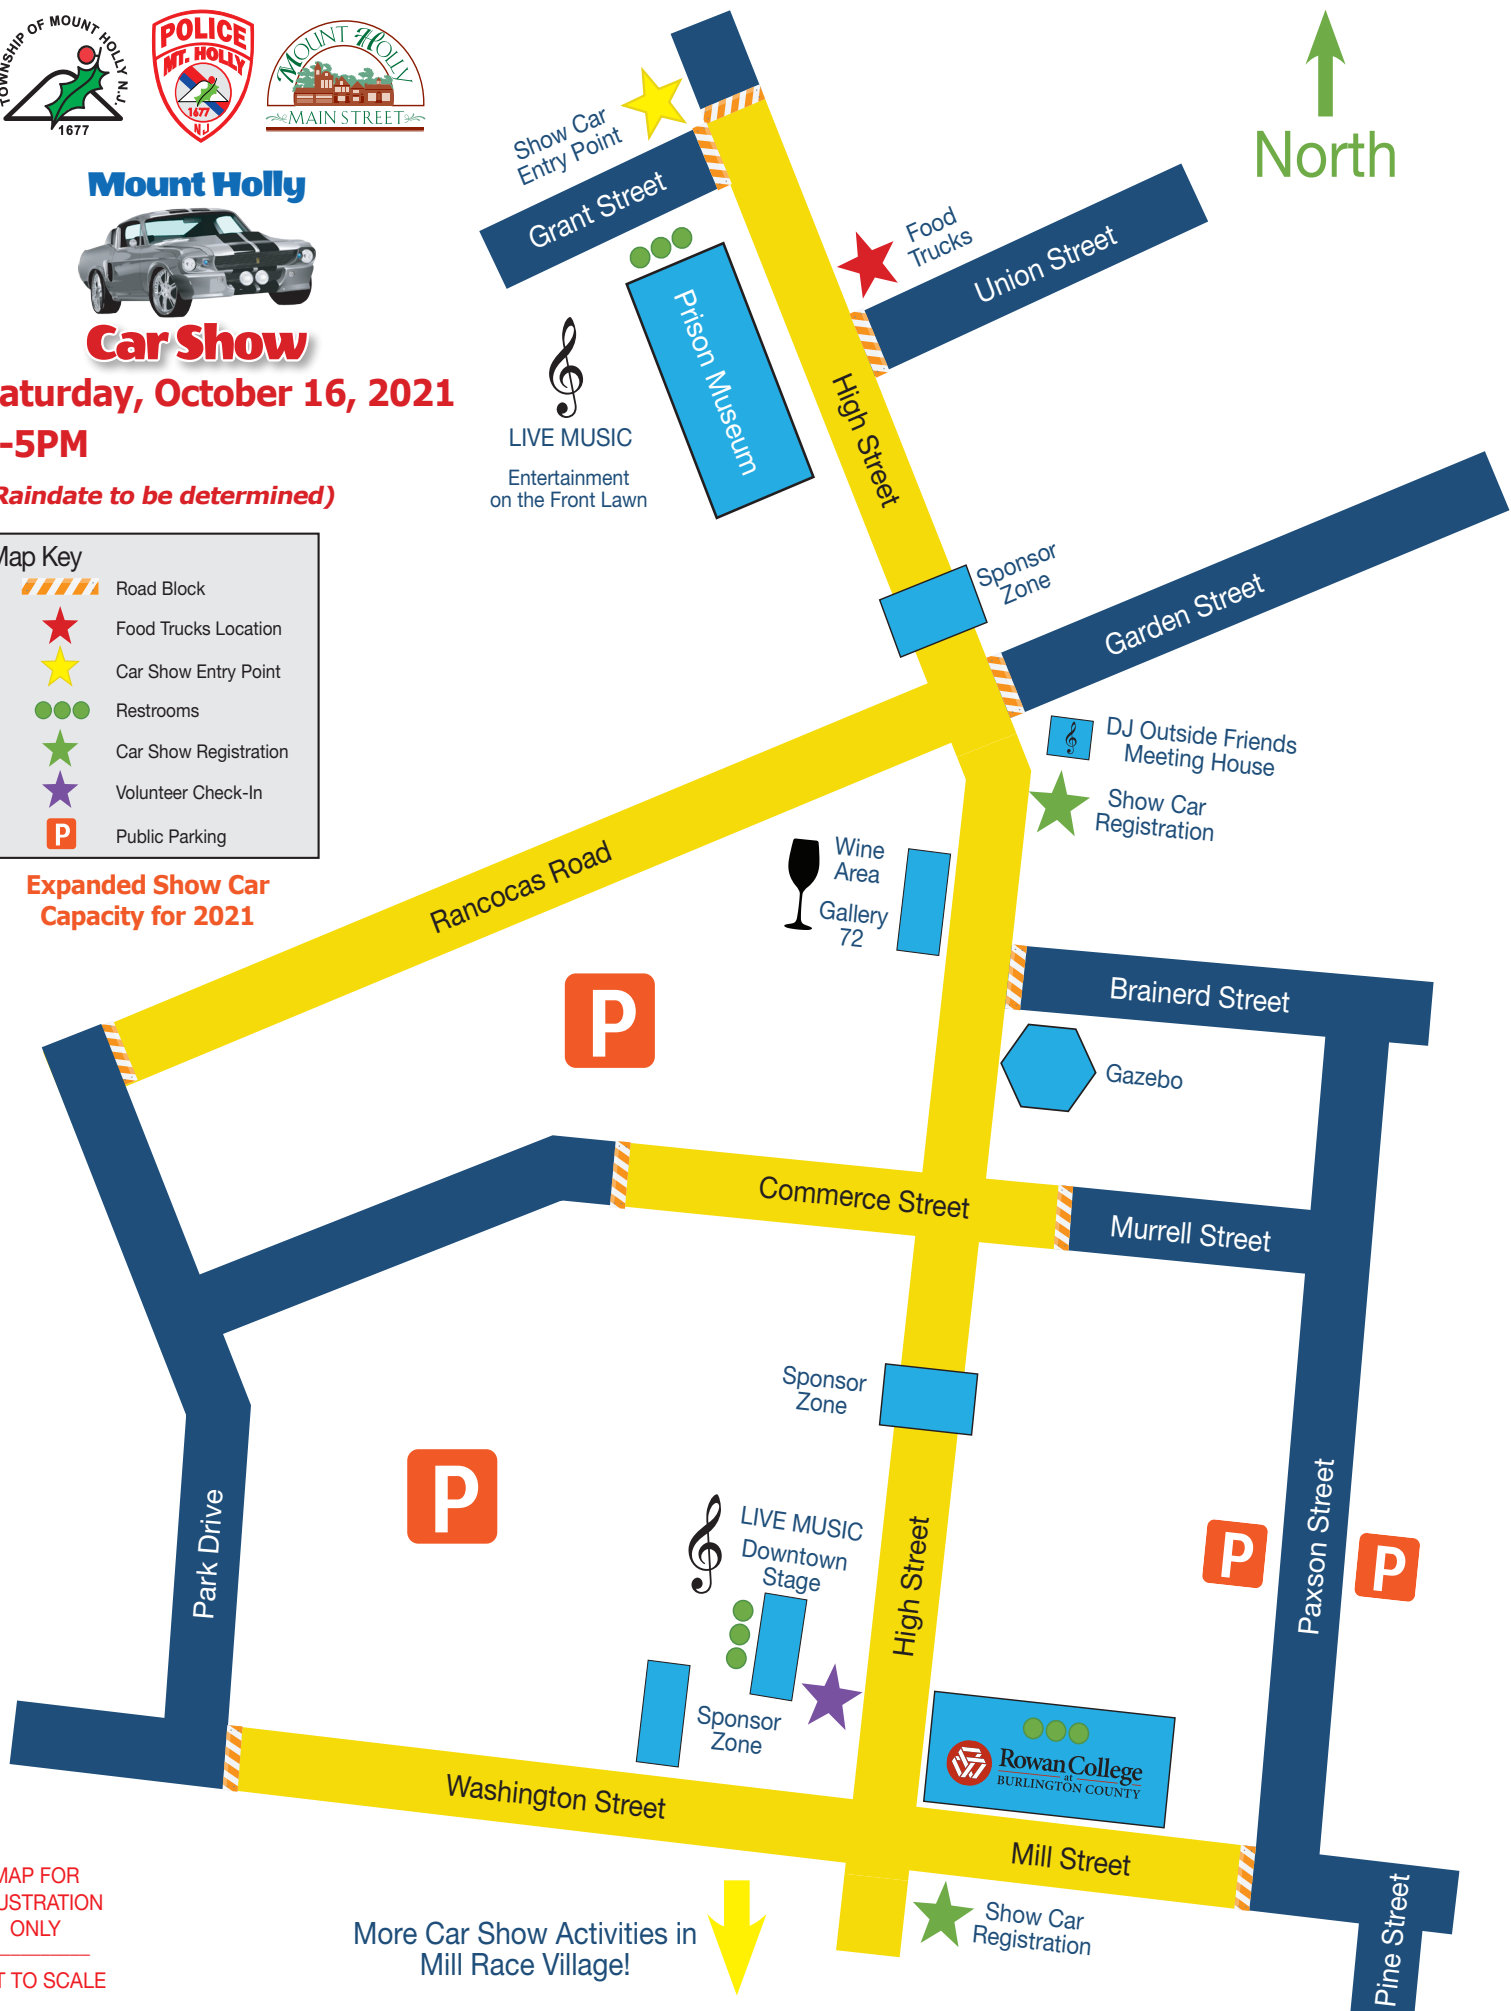 TOWNSHIP OF MOUNT HOLLY N.J.
1677
POLICE
MT. HOLLY
1677
NJ
MOUNT HOLLY
MAIN STREET
Mount Holly
Car Show
aturday, October 16, 2021
-5PM
Raindate to be determined)
Map Key
Road Block
Food Trucks Location
Car Show Entry Point
Restrooms
Car Show Registration
Volunteer Check-In
P Public Parking
Expanded Show Car
Capacity for 2021
North
Show Car
Entry Point
Grant Street
Food
Trucks
Union Street
Prison Museum
High Street
LIVE MUSIC
Entertainment
on the Front Lawn
Sponsor
Zone
Garden Street
DJ Outside Friends
Meeting House
Show Car
Registration
Rancocas Road
Wine
Area
Gallery
72
P
Brainerd Street
Gazebo
Commerce Street
Murrell Street
Sponsor
Zone
P
LIVE MUSIC
Downtown
Stage
High Street
Park Drive
P
Paxson Street
P
Sponsor
Zone
Rowan College
at
BURLINGTON COUNTY
Washington Street
Mill Street
Show Car
Registration
Pine Street
More Car Show Activities in
Mill Race Village!
MAP FOR
USTRATION
ONLY
T TO SCALE